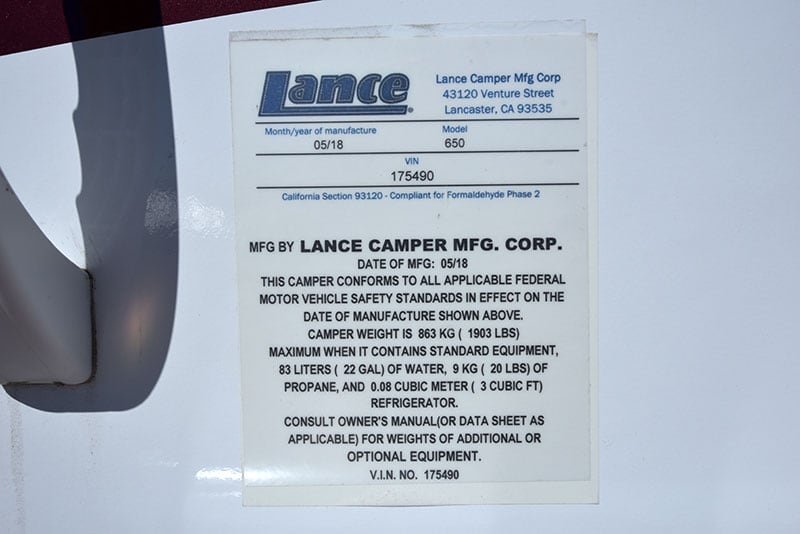 Lance
Lance Camper Mfg Corp
43120 Venture Street
Lancaster, CA 93535
Month/year of manufacture
Model
05/18
650
VIN
175490
California Section 93120 - Compliant for Formaldehyde Phase 2
MFG BY LANCE CAMPER MFG. CORP.
DATE OF MFG: 05/18
THIS CAMPER CONFORMS TO ALL APPLICABLE FEDERAL
MOTOR VEHICLE SAFETY STANDARDS IN EFFECT ON THE
DATE OF MANUFACTURE SHOWN ABOVE.
CAMPER WEIGHT IS 863 KG ( 1903 LBS)
MAXIMUM WHEN IT CONTAINS STANDARD EQUIPMENT,
83 LITERS ( 22 GAL) OF WATER, 9 KG ( 20 LBS) OF
PROPANE, AND 0.08 CUBIC METER ( 3 CUBIC FT)
REFRIGERATOR.
CONSULT OWNER'S MANUAL(OR DATA SHEET AS
APPLICABLE) FOR WEIGHTS OF ADDITIONAL OR
OPTIONAL EQUIPMENT.
V.I.N. NO. 175490